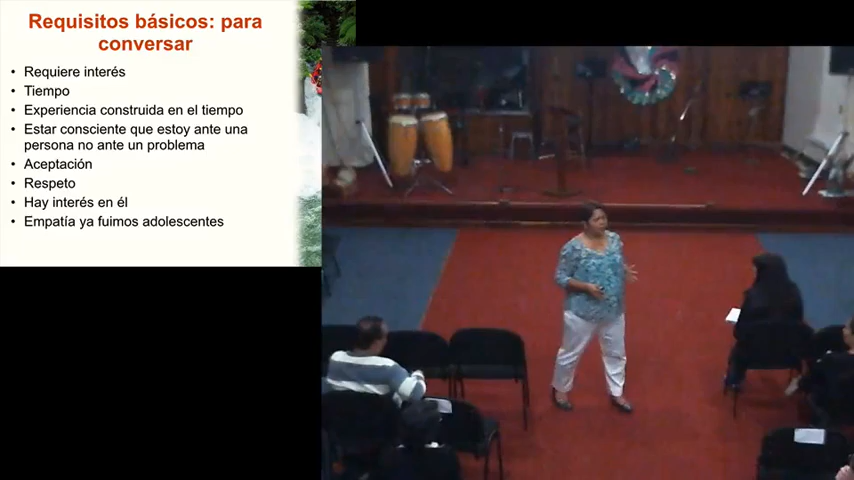 Requisitos básicos: para
conversar
• Requiere interés
• Tiempo
• Experiencia construida en el tiempo
• Estar consciente que estoy ante una
persona no ante un problema
• Aceptación
• Respeto
• Hay interés en él
• Empatía ya fuimos adolescentes